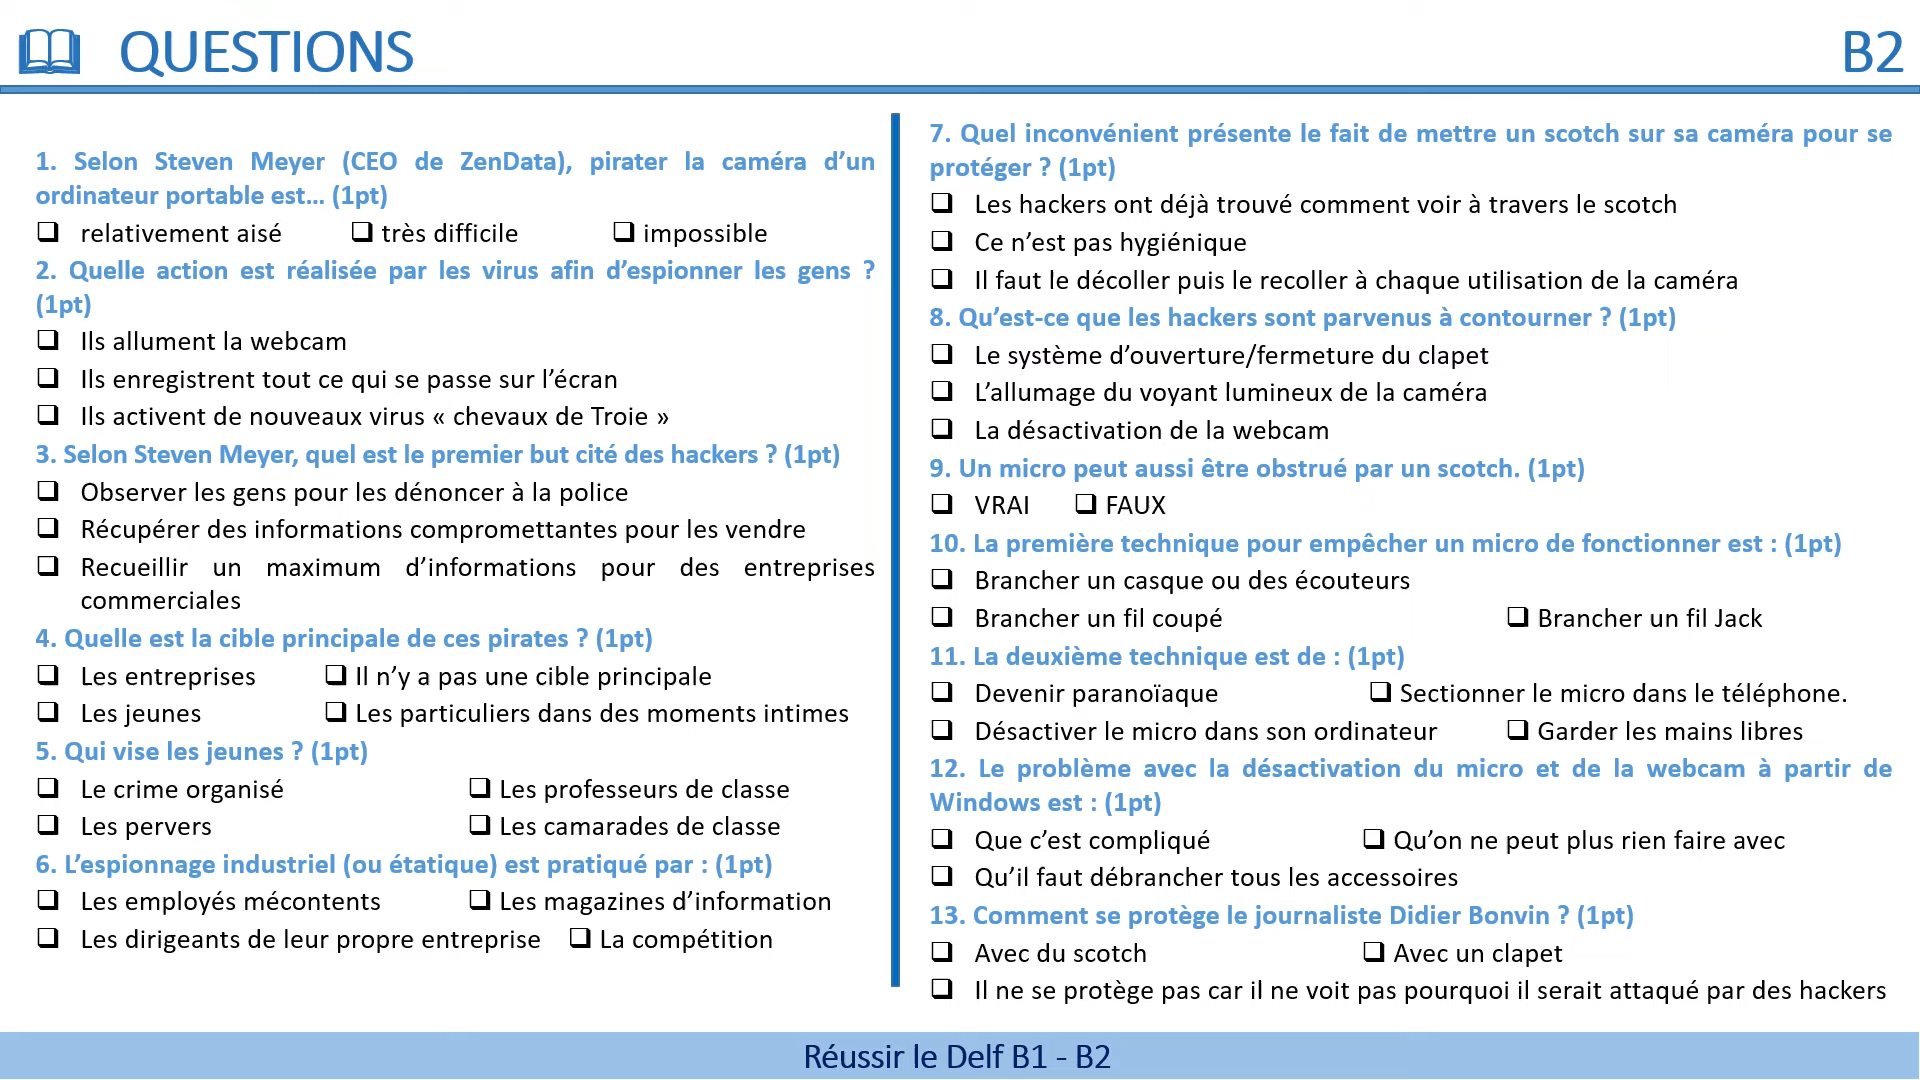 QUESTIONS
B2
1. Selon Steven Meyer (CEO de ZenData), pirater la caméra d’un
ordinateur portable est… (1pt)
❑ relativement aisé ❑ très difficile ❑ impossible
2. Quelle action est réalisée par les virus afin d’espionner les gens ?
(1pt)
❑ Ils allument la webcam
❑ Ils enregistrent tout ce qui se passe sur l’écran
❑ Ils activent de nouveaux virus « chevaux de Troie »
3. Selon Steven Meyer, quel est le premier but cité des hackers ? (1pt)
❑ Observer les gens pour les dénoncer à la police
❑ Récupérer des informations compromettantes pour les vendre
❑ Recueillir un maximum d’informations pour des entreprises
commerciales
4. Quelle est la cible principale de ces pirates ? (1pt)
❑ Les entreprises ❑ Il n’y a pas une cible principale
❑ Les jeunes ❑ Les particuliers dans des moments intimes
5. Qui vise les jeunes ? (1pt)
❑ Le crime organisé ❑ Les professeurs de classe
❑ Les pervers ❑ Les camarades de classe
6. L’espionnage industriel (ou étatique) est pratiqué par : (1pt)
❑ Les employés mécontents ❑ Les magazines d’information
❑ Les dirigeants de leur propre entreprise ❑ La compétition
7. Quel inconvénient présente le fait de mettre un scotch sur sa caméra pour se
protéger ? (1pt)
❑ Les hackers ont déjà trouvé comment voir à travers le scotch
❑ Ce n’est pas hygiénique
❑ Il faut le décoller puis le recoller à chaque utilisation de la caméra
8. Qu’est-ce que les hackers sont parvenus à contourner ? (1pt)
❑ Le système d’ouverture/fermeture du clapet
❑ L’allumage du voyant lumineux de la caméra
❑ La désactivation de la webcam
9. Un micro peut aussi être obstrué par un scotch. (1pt)
❑ VRAI ❑ FAUX
10. La première technique pour empêcher un micro de fonctionner est : (1pt)
❑ Brancher un casque ou des écouteurs
❑ Brancher un fil coupé ❑ Brancher un fil Jack
11. La deuxième technique est de : (1pt)
❑ Devenir paranoïaque ❑ Sectionner le micro dans le téléphone.
❑ Désactiver le micro dans son ordinateur ❑ Garder les mains libres
12. Le problème avec la désactivation du micro et de la webcam à partir de
Windows est : (1pt)
❑ Que c’est compliqué ❑ Qu’on ne peut plus rien faire avec
❑ Qu’il faut débrancher tous les accessoires
13. Comment se protège le journaliste Didier Bonvin ? (1pt)
❑ Avec du scotch ❑ Avec un clapet
❑ Il ne se protège pas car il ne voit pas pourquoi il serait attaqué par des hackers
Réussir le Delf B1 - B2